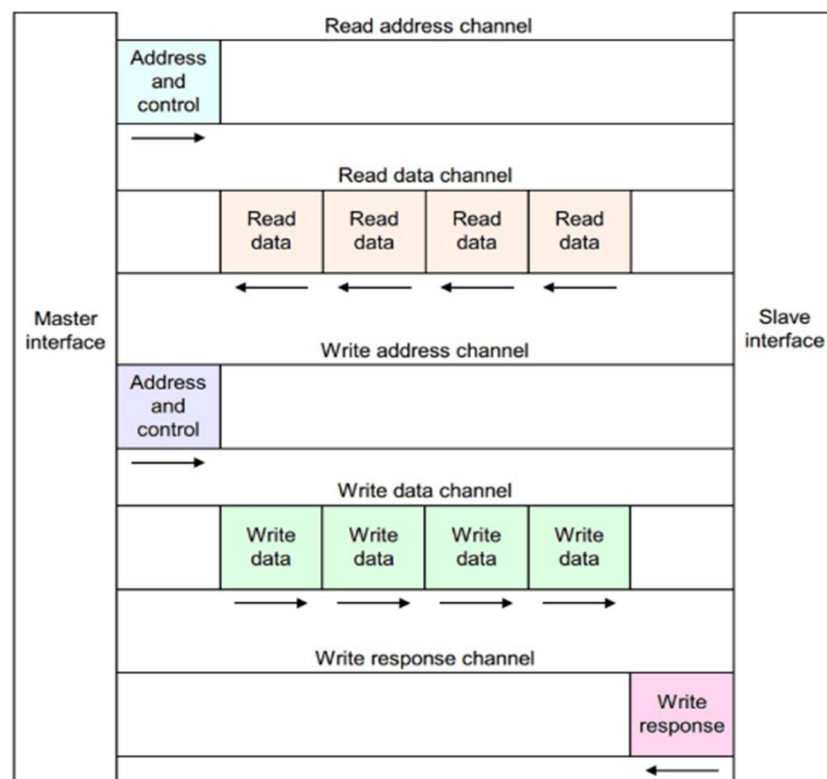 Read address channel
Address
and
control
Read data channel
Read
data
Read
data
Read
data
Read
data
Master
interface
Slave
interface
Write address channel
Address
and
control
Write data channel
Write
data
Write
data
Write
data
Write
data
Write response channel
Write
response